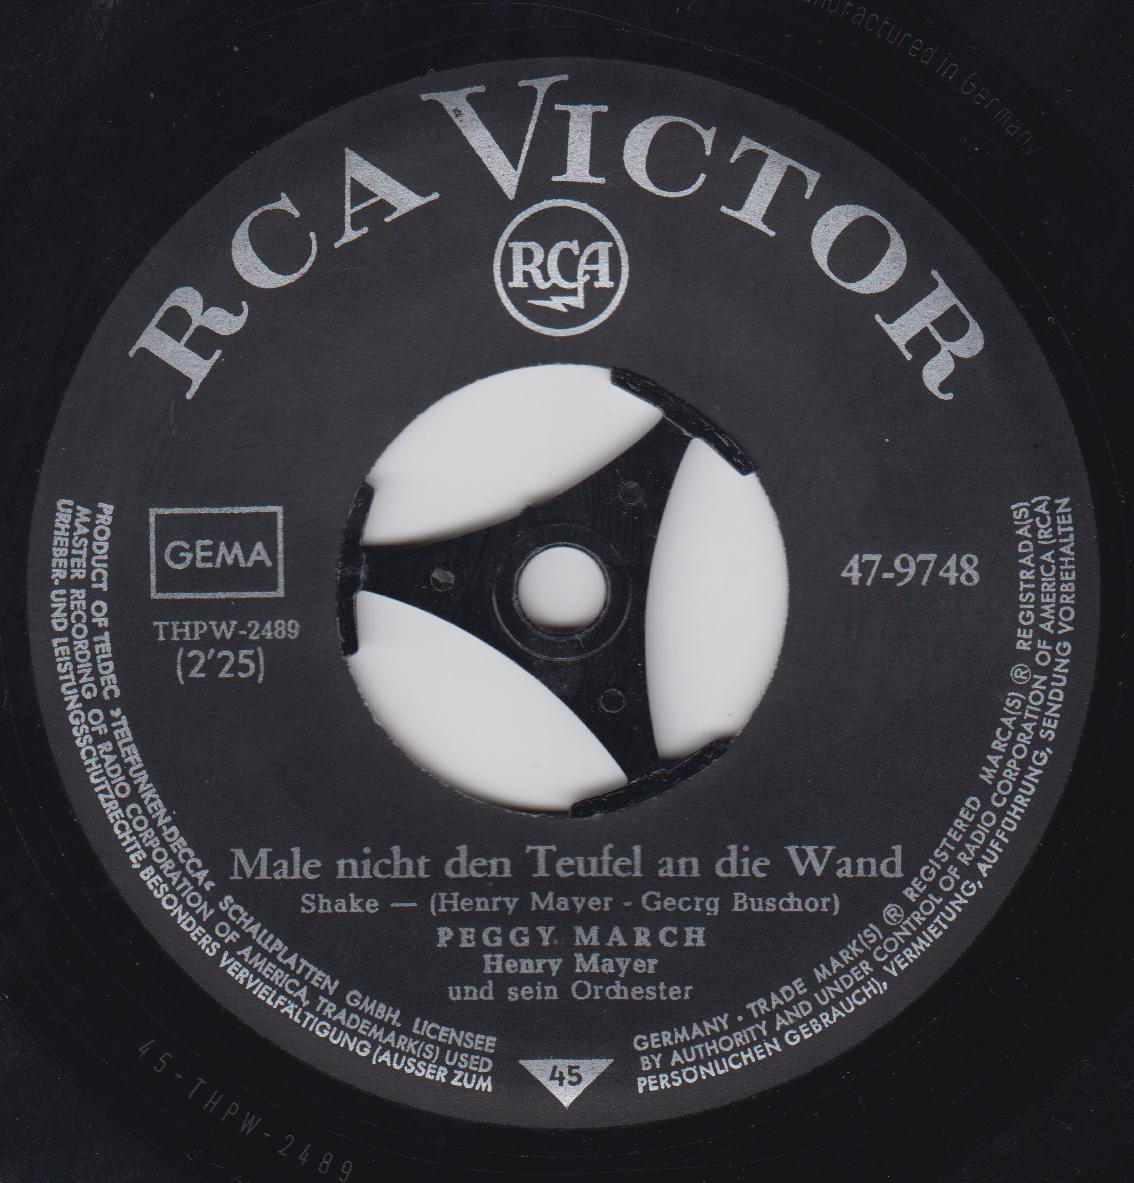 Manufactured in Germany
RCA VICTOR
RCA
GEMA
THPW-2489
(2'25)
47-9748
Male nicht den Teufel an die Wand
Shake — (Henry Mayer - Georg Buschor)
PEGGY MARCH
Henry Mayer
und sein Orchester
PRODUCT OF TELDEC »TELEFUNKEN-DECCA« SCHALLPLATTEN GMBH. LICENSEE
MASTER RECORDING OF RADIO CORPORATION OF AMERICA, TRADEMARK(S) USED
URHEBER- UND LEISTUNGSSCHUTZRECHTE, BESONDERS VERVIELFÄLTIGUNG (AUSSER ZUM
45
GERMANY • TRADE MARK(S) ® REGISTERED MARCA(S) ® REGISTRADA(S)
BY AUTHORITY AND UNDER CONTROL OF RADIO CORPORATION OF AMERICA (RCA)
PERSÖNLICHEN GEBRAUCH), VERMIETUNG, AUFFÜHRUNG, SENDUNG VORBEHALTEN
45-THPW-2489